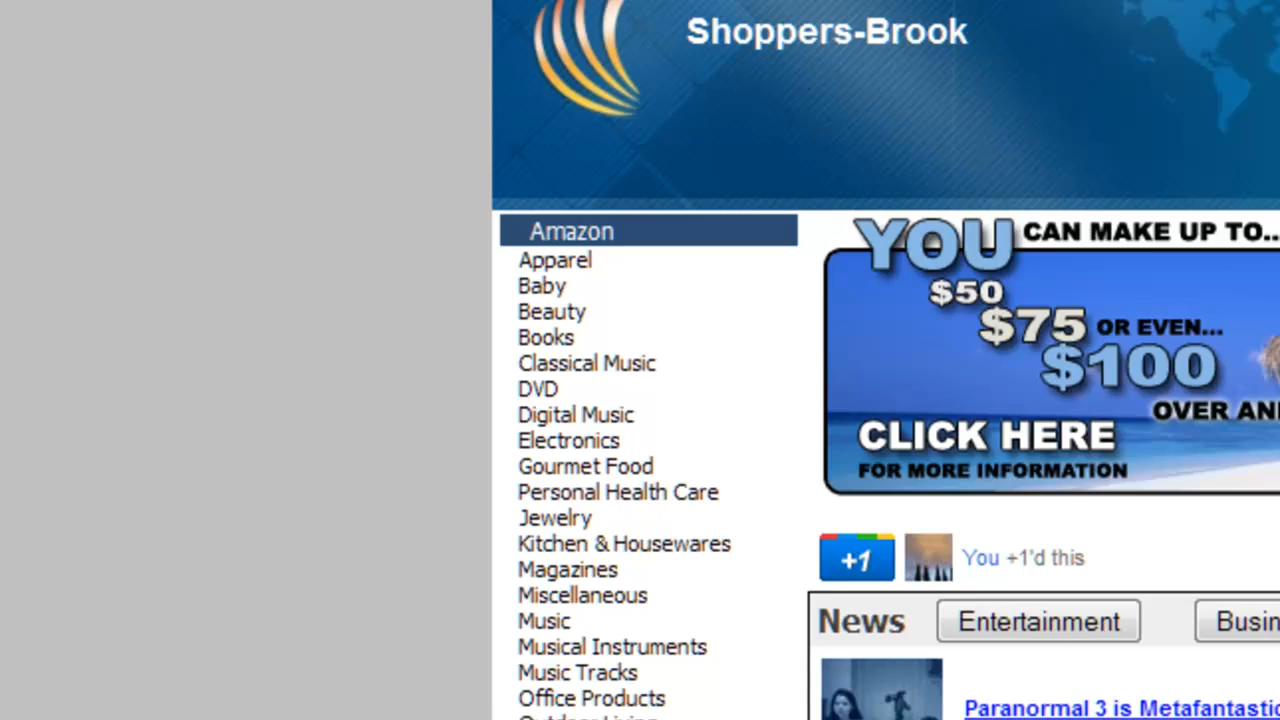 Shoppers-Brook
Amazon
Apparel
Baby
Beauty
Books
Classical Music
DVD
Digital Music
Electronics
Gourmet Food
Personal Health Care
Jewelry
Kitchen & Housewares
Magazines
Miscellaneous
Music
Musical Instruments
Music Tracks
Office Products
YOU CAN MAKE UP TO...
$50
$75 OR EVEN...
$100
OVER AN
CLICK HERE
FOR MORE INFORMATION
+1 You +1'd this
News Entertainment Busin
Paranormal 3 is Metafantastic